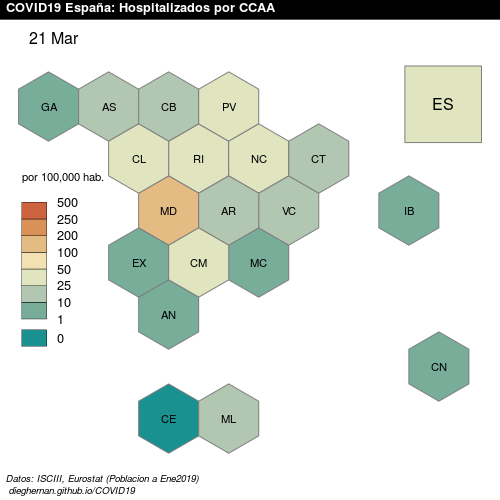 COVID19 España: Hospitalizados por CCAA
21 Mar
GA AS CB PV ES
CL RI NC CT
por 100,000 hab.
500
250
200
100
50
25
10
1
0
MD AR VC IB
EX CM MC
AN
CN
CE ML
Datos: ISCIII, Eurostat (Poblacion a Ene2019)
dieghernan.github.io/COVID19